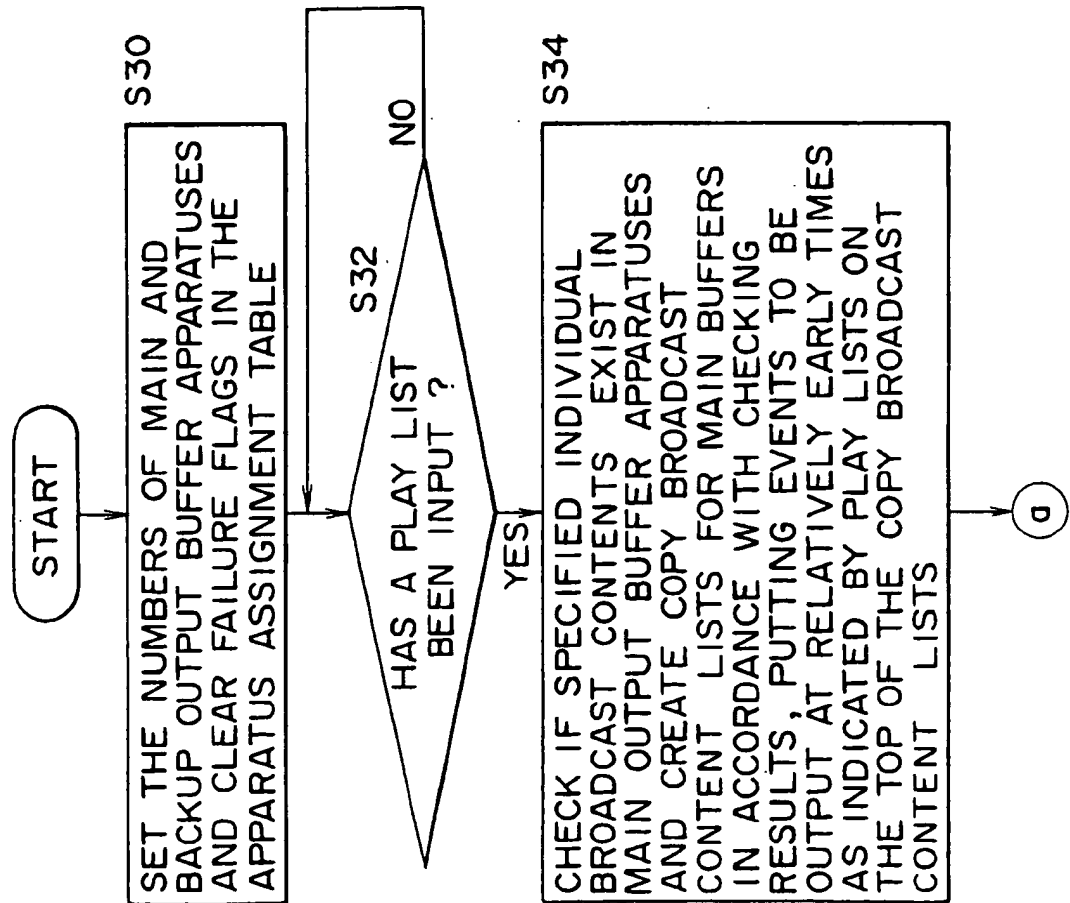 START
S30
SET THE NUMBERS OF MAIN AND
BACKUP OUTPUT BUFFER APPARATUSES
AND CLEAR FAILURE FLAGS IN THE
APPARATUS ASSIGNMENT TABLE
S32
HAS A PLAY LIST
BEEN INPUT ?
NO
YES
S34
CHECK IF SPECIFIED INDIVIDUAL
BROADCAST CONTENTS EXIST IN
MAIN OUTPUT BUFFER APPARATUSES
AND CREATE COPY BROADCAST
CONTENT LISTS FOR MAIN BUFFERS
IN ACCORDANCE WITH CHECKING
RESULTS, PUTTING EVENTS TO BE
OUTPUT AT RELATIVELY EARLY TIMES
AS INDICATED BY PLAY LISTS ON
THE TOP OF THE COPY BROADCAST
CONTENT LISTS
a